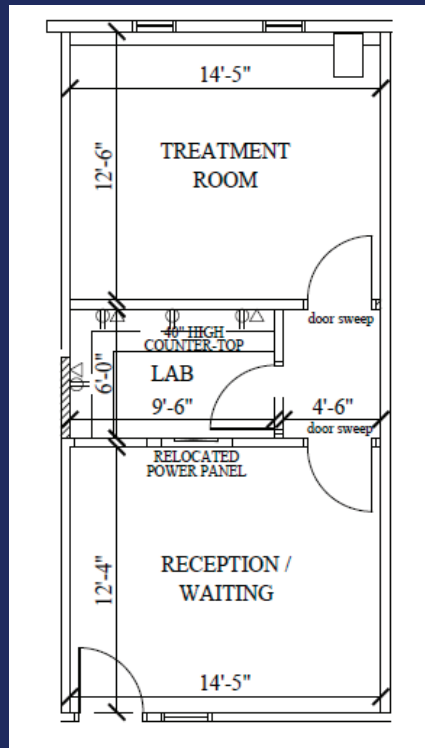 14'-5"
12'-6"
TREATMENT
ROOM
door sweep
40" HIGH
COUNTER-TOP
6'-0"
LAB
9'-6"
4'-6"
door sweep
RELOCATED
POWER PANEL
RECEPTION /
WAITING
12'-4"
14'-5"